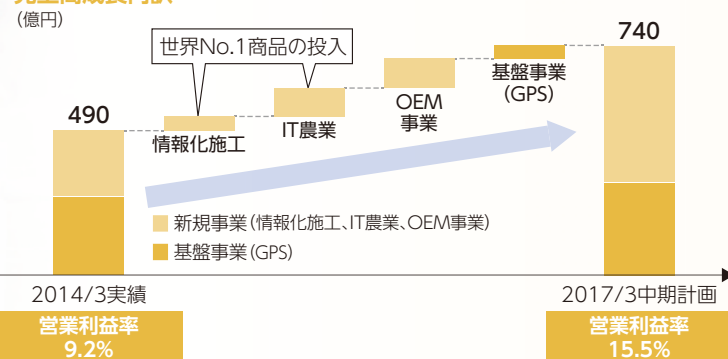 (億円)
740
世界No.1商品の投入
基盤事業
(GPS)
490
OEM
事業
IT農業
情報化施工
新規事業(情報化施工、IT農業、OEM事業)
基盤事業(GPS)
2014/3実績
2017/3中期計画
営業利益率
9.2%
営業利益率
15.5%